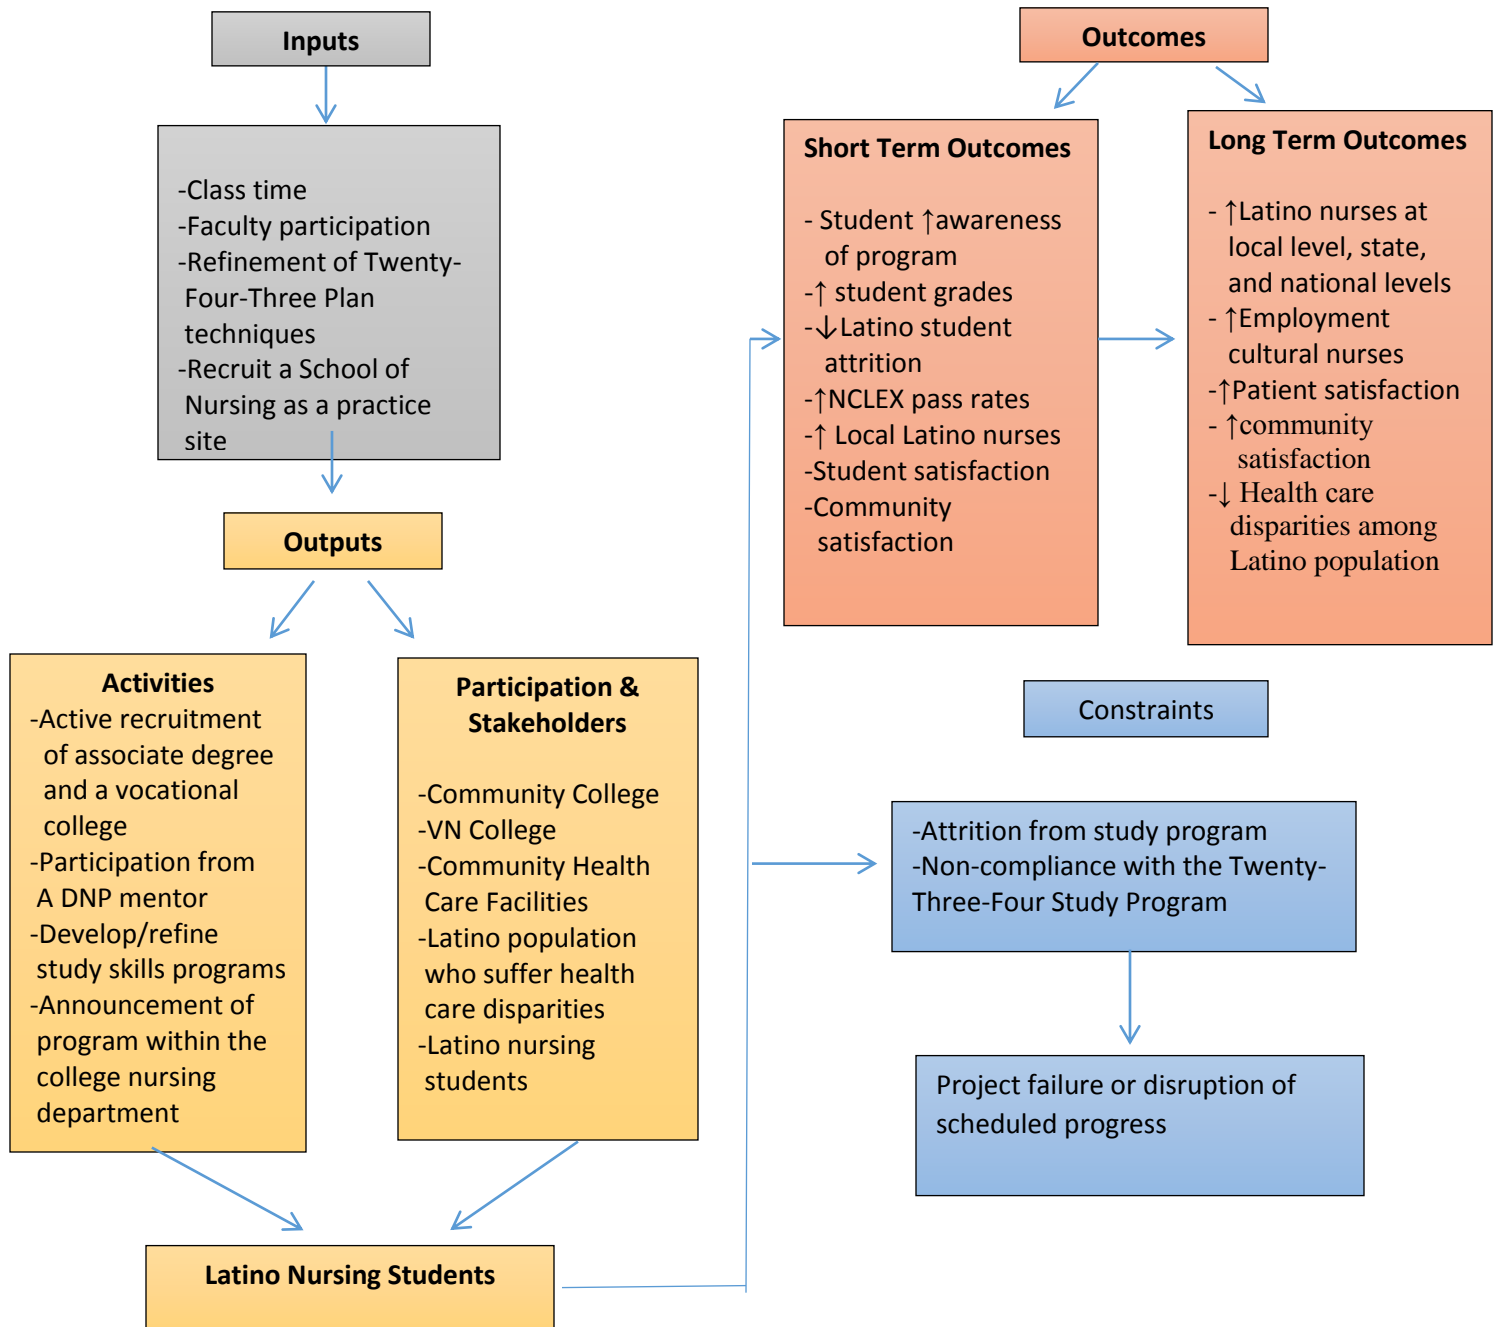 Inputs
-Class time
-Faculty participation
-Refinement of Twenty-
Four-Three Plan
techniques
-Recruit a School of
Nursing as a practice
site
Outputs
Activities
-Active recruitment
of associate degree
and a vocational
college
-Participation from
A DNP mentor
-Develop/refine
study skills programs
-Announcement of
program within the
college nursing
department
Participation &
Stakeholders
-Community College
-VN College
-Community Health
Care Facilities
-Latino population
who suffer health
care disparities
-Latino nursing
students
Latino Nursing Students
Outcomes
Short Term Outcomes
- Student ↑awareness
of program
-↑ student grades
-↓Latino student
attrition
-↑NCLEX pass rates
-↑ Local Latino nurses
-Student satisfaction
-Community
satisfaction
Long Term Outcomes
- ↑Latino nurses at
local level, state,
and national levels
- ↑Employment
cultural nurses
-↑Patient satisfaction
- ↑community
satisfaction
-↓ Health care
disparities among
Latino population
Constraints
-Attrition from study program
-Non-compliance with the Twenty-
Three-Four Study Program
Project failure or disruption of
scheduled progress